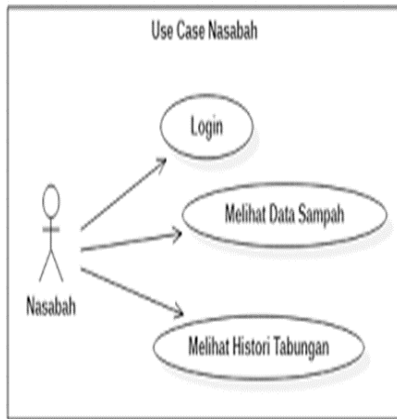 Use Case Nasabah
Login
Melihat Data Sampah
Nasabah
Melihat Histori Tabungan